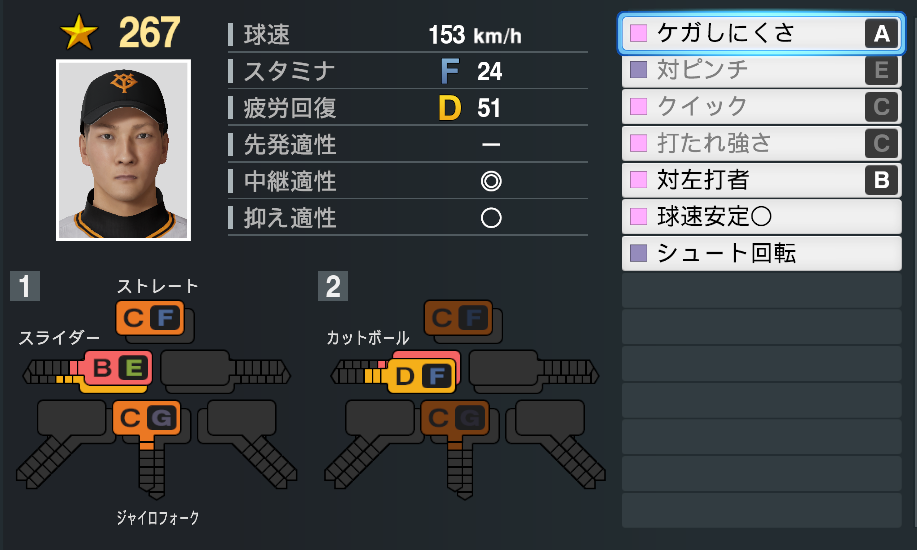 267
球速 153 km/h
スタミナ F 24
疲労回復 D 51
先発適性 ー
中継適性 ◎
抑え適性 ○
ケガしにくさ A
対ピンチ E
クイック C
打たれ強さ C
対左打者 B
球速安定○
シュート回転
1
ストレート
C F
スライダー
B E
C G
ジャイロフォーク
2
C F
カットボール
D F
C G